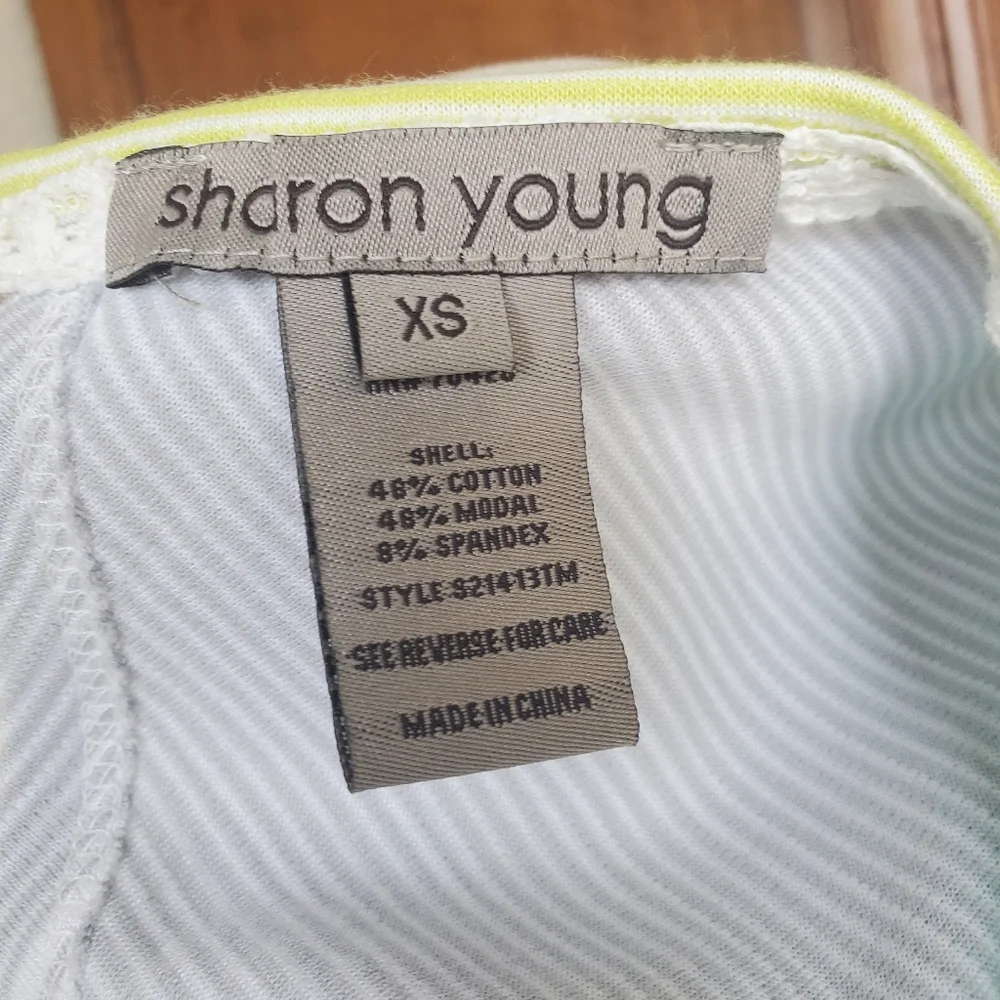 sharon young
XS
SHELL:
46% COTTON
46% MODAL
8% SPANDEX
STYLE S21413TM
SEE REVERSE FOR CARE
MADE IN CHINA